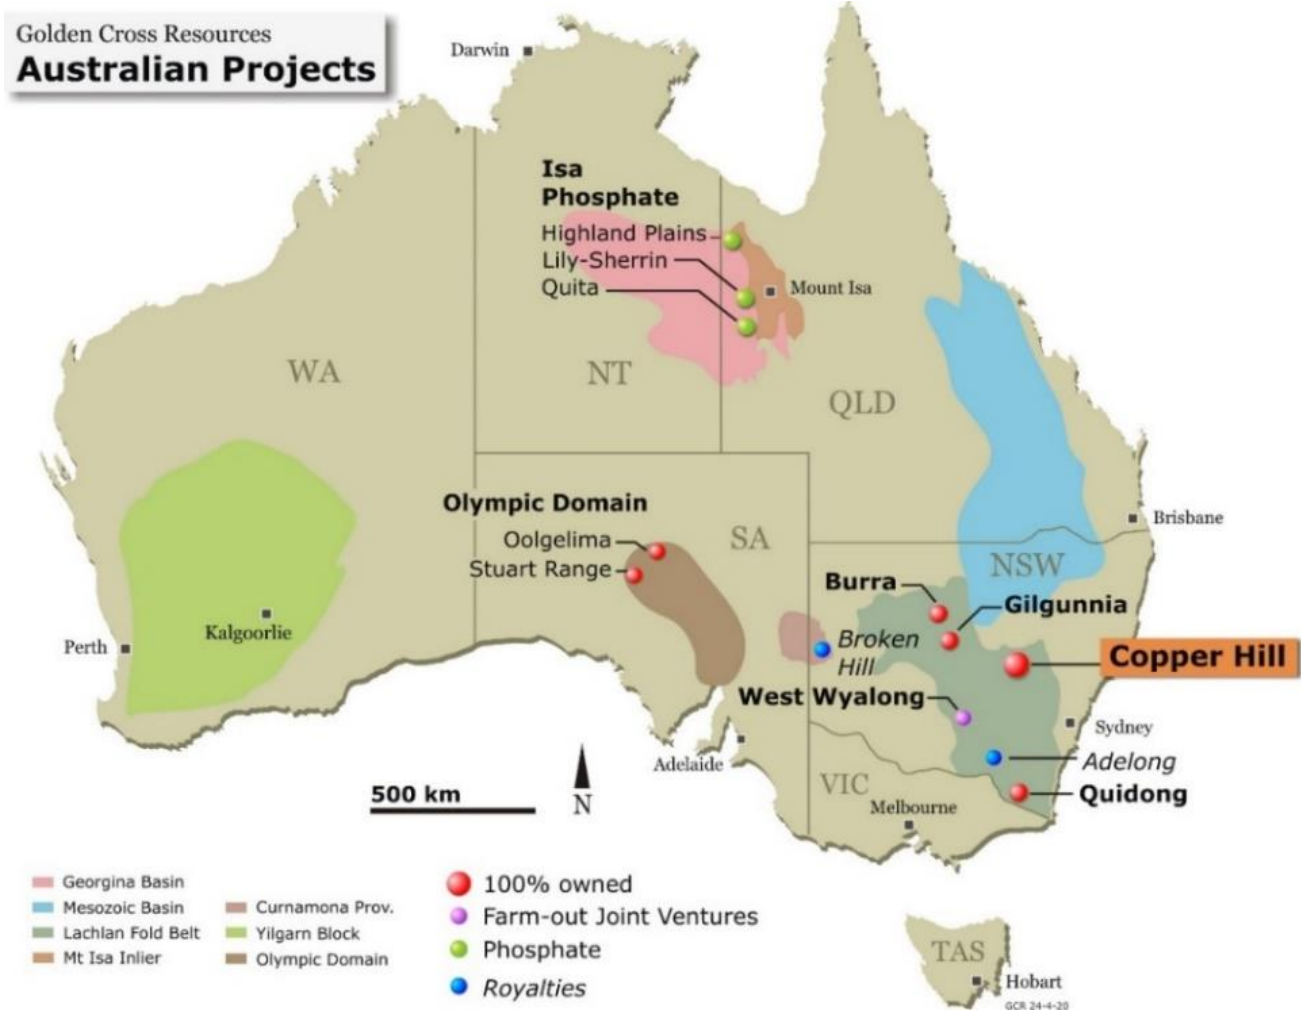 Golden Cross Resources
Australian Projects
Darwin
Isa
Phosphate
Highland Plains
Lily-Sherrin
Quita
Mount Isa
WA
NT
QLD
Olympic Domain
Oolgelima
Stuart Range
SA
Brisbane
NSW
Burra
Gilgunnia
Kalgoorlie
Perth
Broken
Hill
Copper Hill
West Wyalong
Sydney
Adelaide
Adelong
VIC
Quidong
500 km
N
Melbourne
Georgina Basin
Mesozoic Basin
Lachlan Fold Belt
Mt Isa Inlier
Curnamona Prov.
Yilgarn Block
Olympic Domain
100% owned
Farm-out Joint Ventures
Phosphate
Royalties
TAS
Hobart
GCR 24-4-20